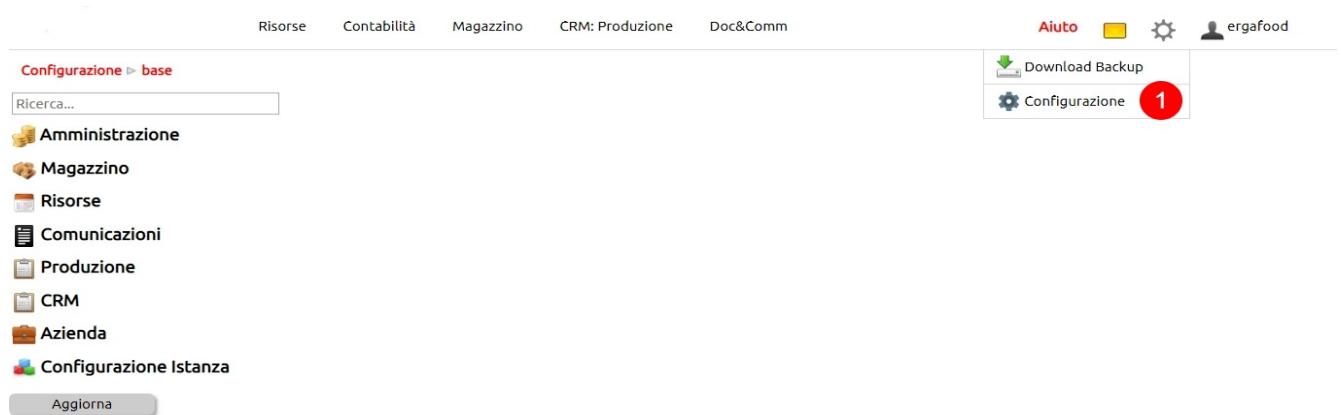 Risorse Contabilità Magazzino CRM: Produzione Doc&Comm Aiuto ergafood
Configurazione ▷ base
Download Backup
Ricerca...
Configurazione 1
Amministrazione
Magazzino
Risorse
Comunicazioni
Produzione
CRM
Azienda
Configurazione Istanza
Aggiorna